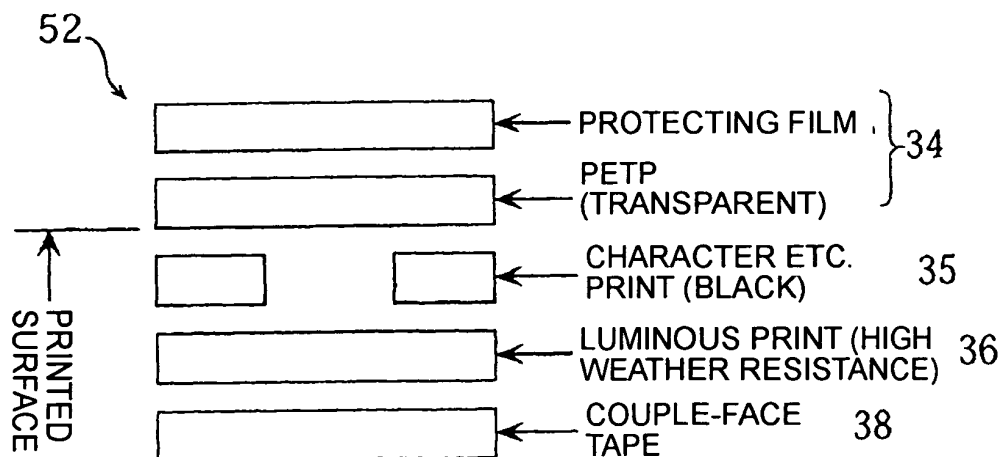 52
PROTECTING FILM
34
PETP
(TRANSPARENT)
CHARACTER ETC.
PRINT (BLACK)
35
LUMINOUS PRINT (HIGH
WEATHER RESISTANCE)
36
COUPLE-FACE
TAPE
38
PRINTED
SURFACE